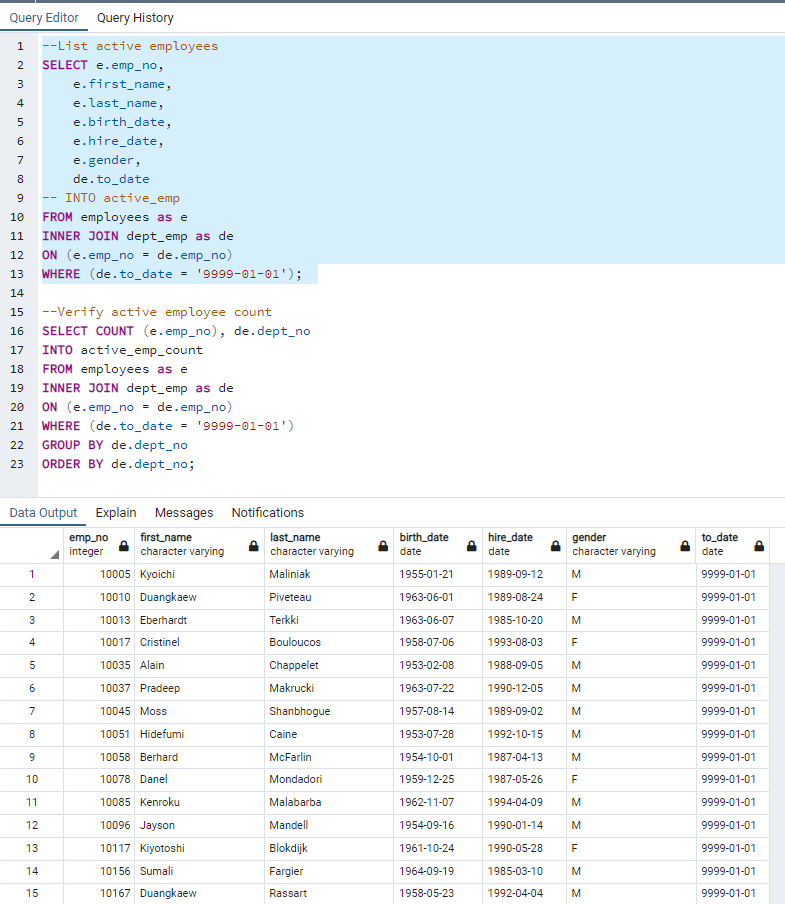 Query Editor Query History
1 --List active employees
2 SELECT e.emp_no,
3 e.first_name,
4 e.last_name,
5 e.birth_date,
6 e.hire_date,
7 e.gender,
8 de.to_date
9 -- INTO active_emp
10 FROM employees as e
11 INNER JOIN dept_emp as de
12 ON (e.emp_no = de.emp_no)
13 WHERE (de.to_date = '9999-01-01');
14
15 --Verify active employee count
16 SELECT COUNT (e.emp_no), de.dept_no
17 INTO active_emp_count
18 FROM employees as e
19 INNER JOIN dept_emp as de
20 ON (e.emp_no = de.emp_no)
21 WHERE (de.to_date = '9999-01-01')
22 GROUP BY de.dept_no
23 ORDER BY de.dept_no;
Data Output Explain Messages Notifications
emp_no first_name last_name birth_date hire_date gender to_date
integer character varying character varying date date character varying date
1 10005 Kyoichi Maliniak 1955-01-21 1989-09-12 M 9999-01-01
2 10010 Duangkaew Piveteau 1963-06-01 1989-08-24 F 9999-01-01
3 10013 Eberhardt Terkki 1963-06-07 1985-10-20 M 9999-01-01
4 10017 Cristinel Bouloucos 1958-07-06 1993-08-03 F 9999-01-01
5 10035 Alain Chappelet 1953-02-08 1988-09-05 M 9999-01-01
6 10037 Pradeep Makrucki 1963-07-22 1990-12-05 M 9999-01-01
7 10045 Moss Shanbhogue 1957-08-14 1989-09-02 M 9999-01-01
8 10051 Hidefumi Caine 1953-07-28 1992-10-15 M 9999-01-01
9 10058 Berhard McFarlin 1954-10-01 1987-04-13 M 9999-01-01
10 10078 Danel Mondadori 1959-12-25 1987-05-26 F 9999-01-01
11 10085 Kenroku Malabarba 1962-11-07 1994-04-09 M 9999-01-01
12 10096 Jayson Mandell 1954-09-16 1990-01-14 M 9999-01-01
13 10117 Kiyotoshi Blokdijk 1961-10-24 1990-05-28 F 9999-01-01
14 10156 Sumali Fargier 1964-09-19 1985-03-10 M 9999-01-01
15 10167 Duangkaew Rassart 1958-05-23 1992-04-04 M 9999-01-01